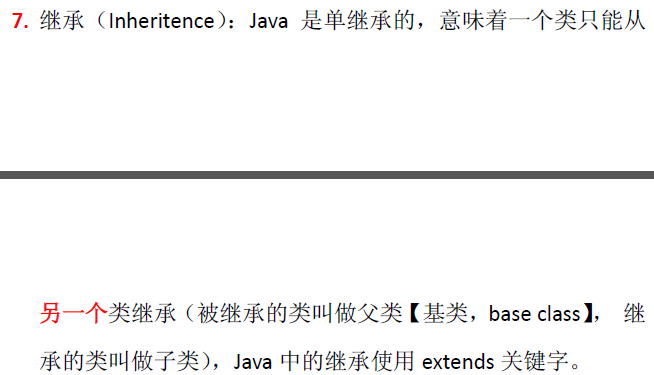 7. 继承（Inheritence）：Java 是单继承的，意味着一个类只能从
另一个类继承（被继承的类叫做父类【基类，base class】， 继
承的类叫做子类），Java 中的继承使用 extends 关键字。